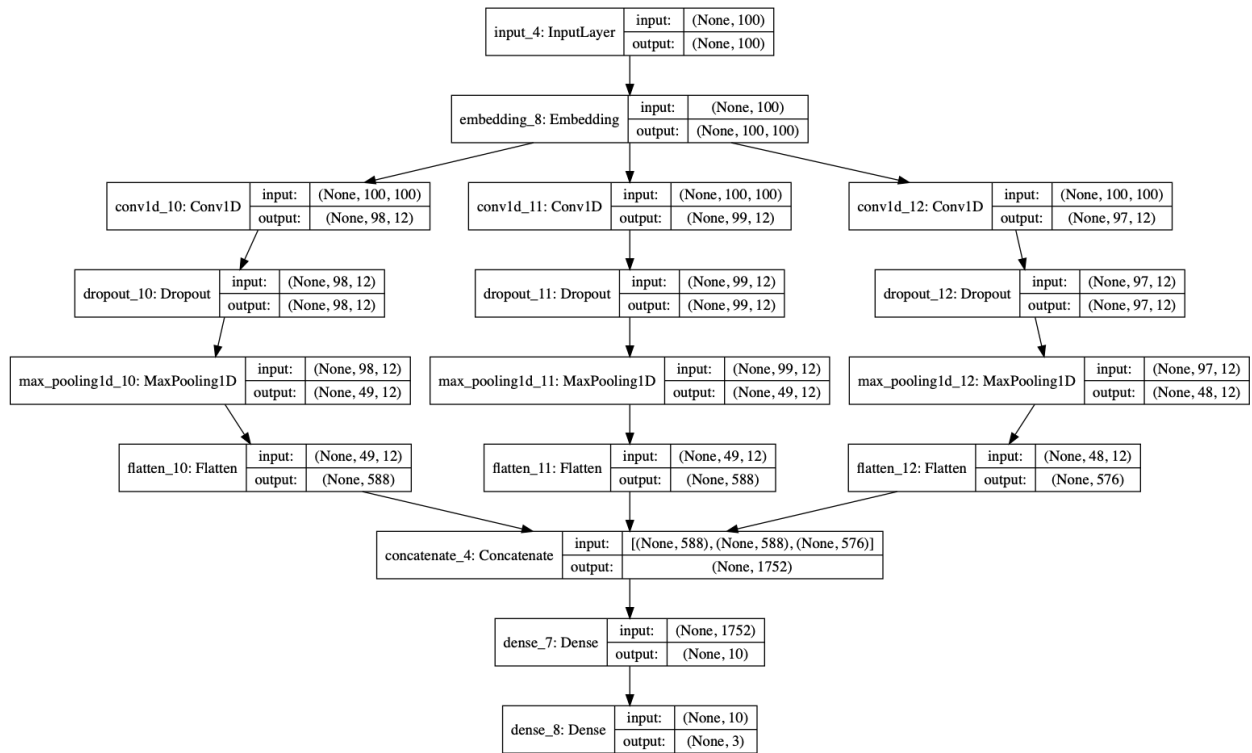 input_4: InputLayer input: (None, 100)
output: (None, 100)
embedding_8: Embedding input: (None, 100)
output: (None, 100, 100)
conv1d_10: Conv1D input: (None, 100, 100)
output: (None, 98, 12)
conv1d_11: Conv1D input: (None, 100, 100)
output: (None, 99, 12)
conv1d_12: Conv1D input: (None, 100, 100)
output: (None, 97, 12)
dropout_10: Dropout input: (None, 98, 12)
output: (None, 98, 12)
dropout_11: Dropout input: (None, 99, 12)
output: (None, 99, 12)
dropout_12: Dropout input: (None, 97, 12)
output: (None, 97, 12)
max_pooling1d_10: MaxPooling1D input: (None, 98, 12)
output: (None, 49, 12)
max_pooling1d_11: MaxPooling1D input: (None, 99, 12)
output: (None, 49, 12)
max_pooling1d_12: MaxPooling1D input: (None, 97, 12)
output: (None, 48, 12)
flatten_10: Flatten input: (None, 49, 12)
output: (None, 588)
flatten_11: Flatten input: (None, 49, 12)
output: (None, 588)
flatten_12: Flatten input: (None, 48, 12)
output: (None, 576)
concatenate_4: Concatenate input: [(None, 588), (None, 588), (None, 576)]
output: (None, 1752)
dense_7: Dense input: (None, 1752)
output: (None, 10)
dense_8: Dense input: (None, 10)
output: (None, 3)